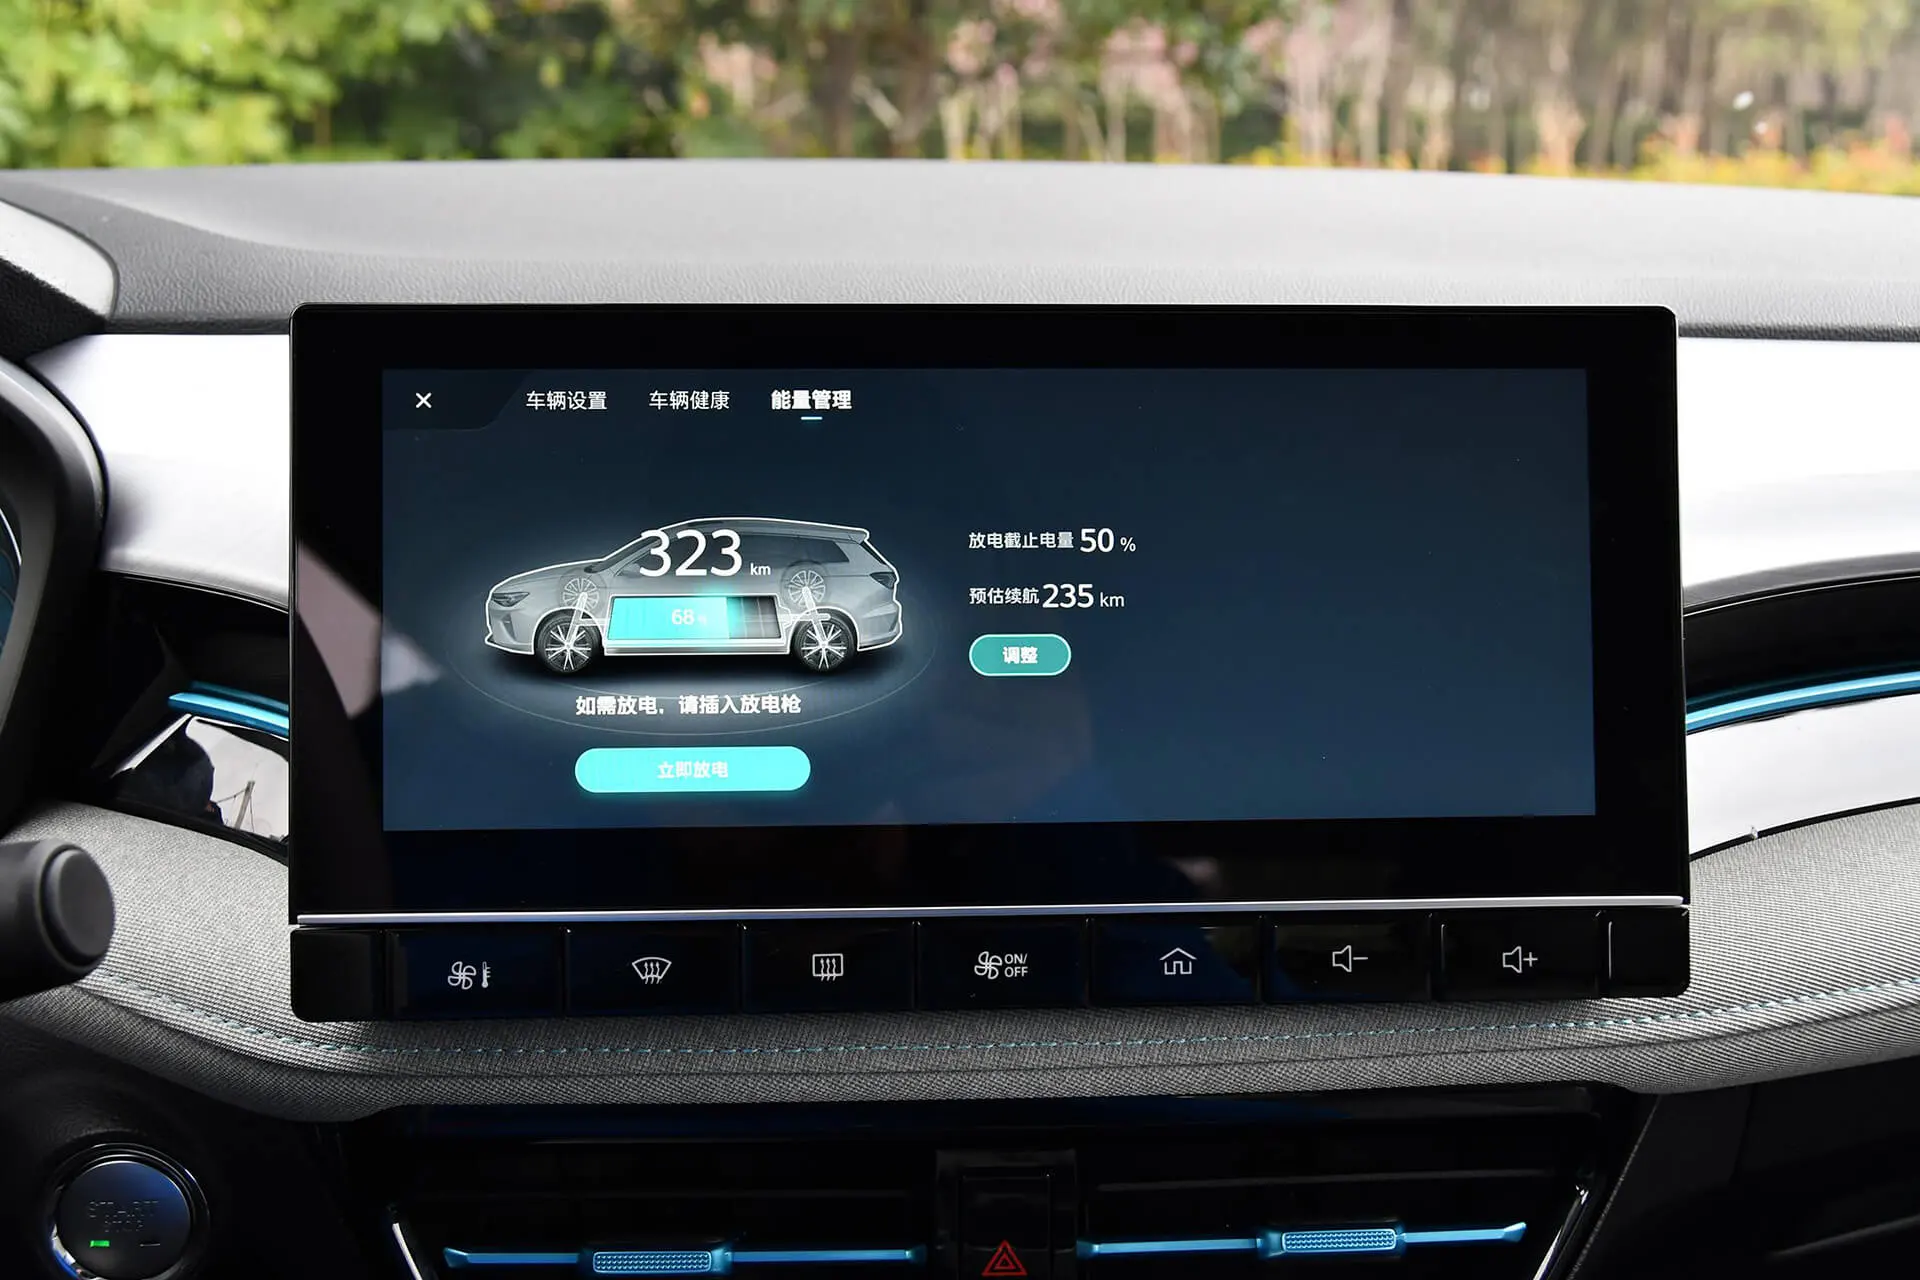 车辆设置 车辆健康 能量管理
323 km
68%
如需放电，请插入放电枪
立即放电
放电截止电量 50 %
预估续航 235 km
调整
ON/
OFF
START
STOP